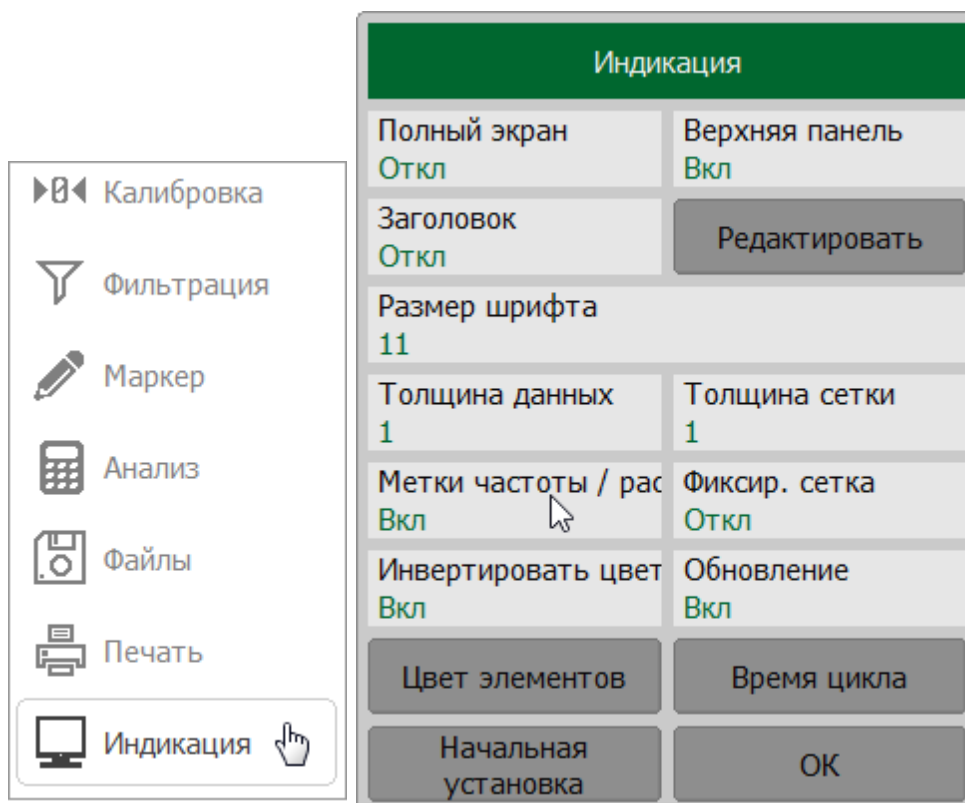 Калибровка
Фильтрация
Маркер
Анализ
Файлы
Печать
Индикация
Индикация
Полный экран
Откл
Верхняя панель
Вкл
Заголовок
Откл
Редактировать
Размер шрифта
11
Толщина данных
1
Толщина сетки
1
Метки частоты / рас
Вкл
Фиксир. сетка
Откл
Инвертировать цвет
Вкл
Обновление
Вкл
Цвет элементов
Время цикла
Начальная
установка
ОК